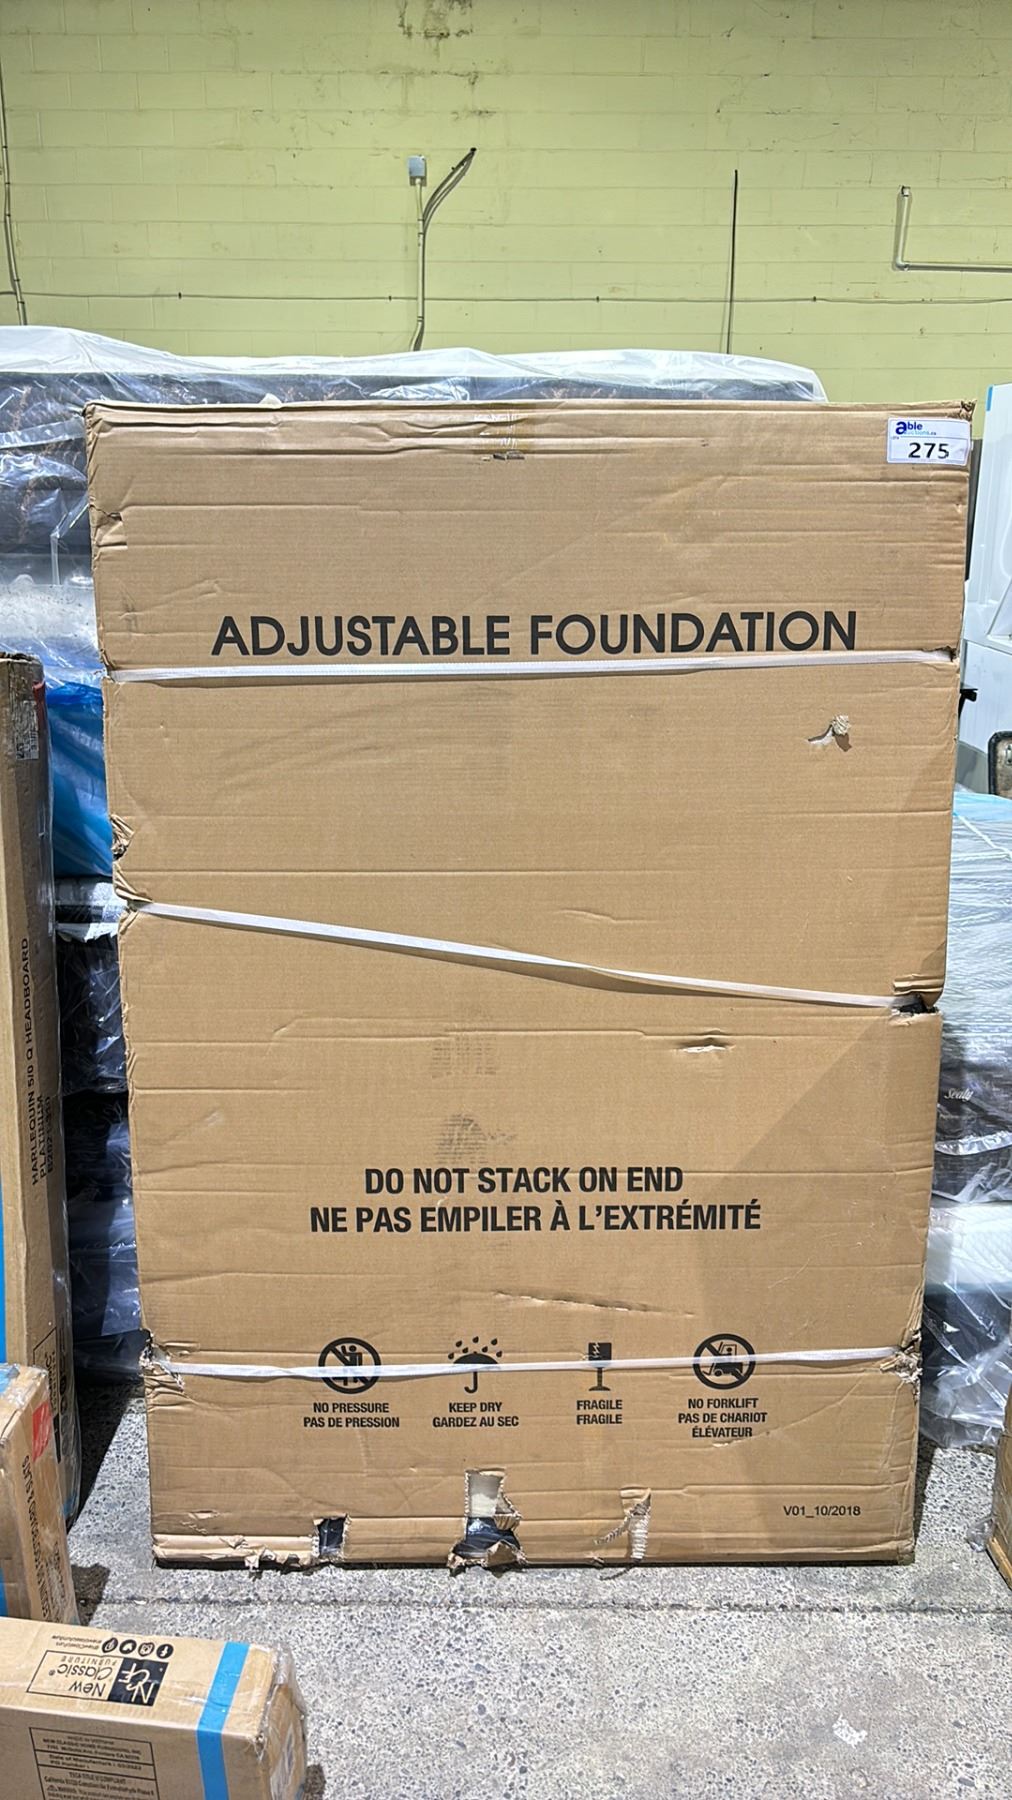 able
275
ADJUSTABLE FOUNDATION
DO NOT STACK ON END
NE PAS EMPILER À L'EXTRÉMITÉ
NO PRESSURE
PAS DE PRESSION
KEEP DRY
GARDEZ AU SEC
FRAGILE
FRAGILE
NO FORKLIFT
PAS DE CHARIOT
ÉLÉVATEUR
V01_10/2018
HARLEQUIN 5/0 Q HEADBOARD
PLATINUM
Sealy
New
Classic®
FURNITURE